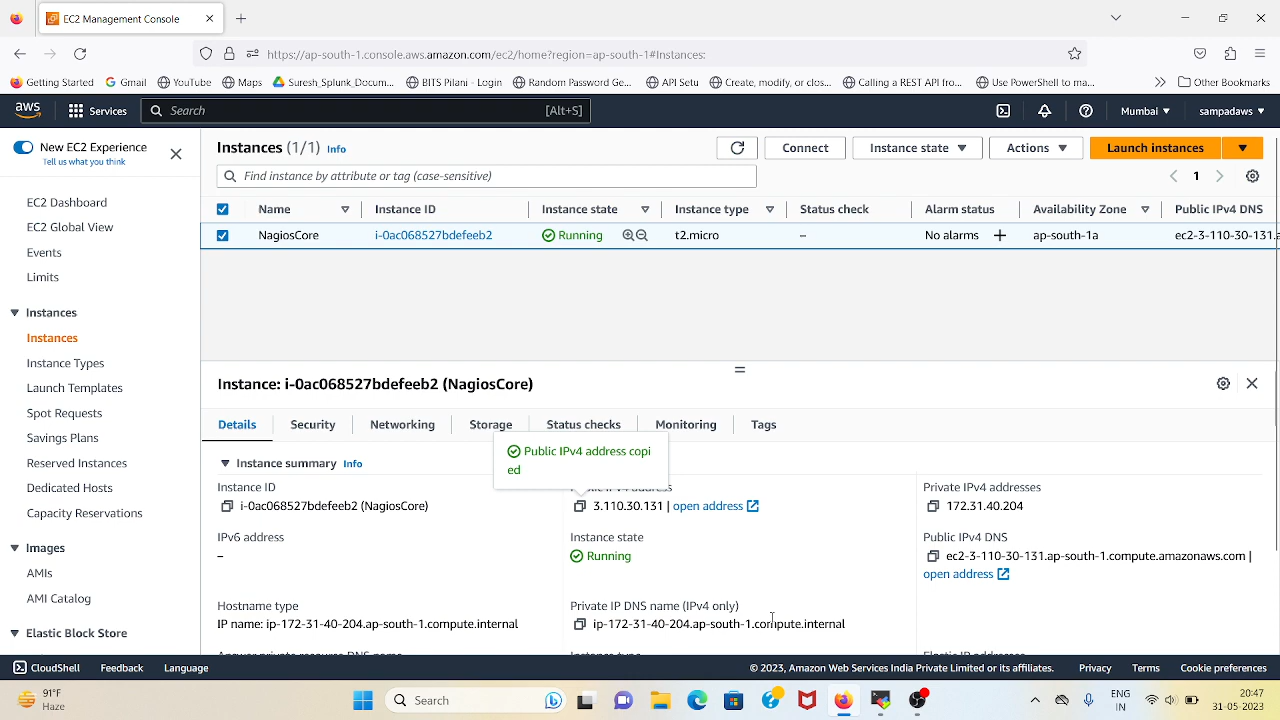 EC2 Management Console
https://ap-south-1.console.aws.amazon.com/ec2/home?region=ap-south-1#Instances:
Getting Started Gmail YouTube Maps Suresh_Splunk_Docum... BITS Pilani - Login Random Password Ge... API Setu Create, modify, or clos... Calling a REST API fro... Use PowerShell to ma... Other Bookmarks
aws Services Search [Alt+S] Mumbai sampadaws
New EC2 Experience
Tell us what you think
EC2 Dashboard
EC2 Global View
Events
Limits
Instances
Instances
Instance Types
Launch Templates
Spot Requests
Savings Plans
Reserved Instances
Dedicated Hosts
Capacity Reservations
Images
AMIs
AMI Catalog
Elastic Block Store
Instances (1/1) Info
Connect Instance state Actions Launch instances
Find instance by attribute or tag (case-sensitive)
1
Name Instance ID Instance state Instance type Status check Alarm status Availability Zone Public IPv4 DNS
NagiosCore i-0ac068527bdefeeb2 Running t2.micro – No alarms ap-south-1a ec2-3-110-30-131.a
Instance: i-0ac068527bdefeeb2 (NagiosCore)
Details Security Networking Storage Status checks Monitoring Tags
Public IPv4 address copi
ed
Instance summary Info
Instance ID
i-0ac068527bdefeeb2 (NagiosCore)
3.110.30.131 | open address
Private IPv4 addresses
172.31.40.204
IPv6 address
–
Instance state
Running
Public IPv4 DNS
ec2-3-110-30-131.ap-south-1.compute.amazonaws.com |
open address
Hostname type
IP name: ip-172-31-40-204.ap-south-1.compute.internal
Private IP DNS name (IPv4 only)
ip-172-31-40-204.ap-south-1.compute.internal
CloudShell Feedback Language © 2023, Amazon Web Services India Private Limited or its affiliates. Privacy Terms Cookie preferences
91°F
Haze
Search
ENG
IN
20:47
31-05-2023